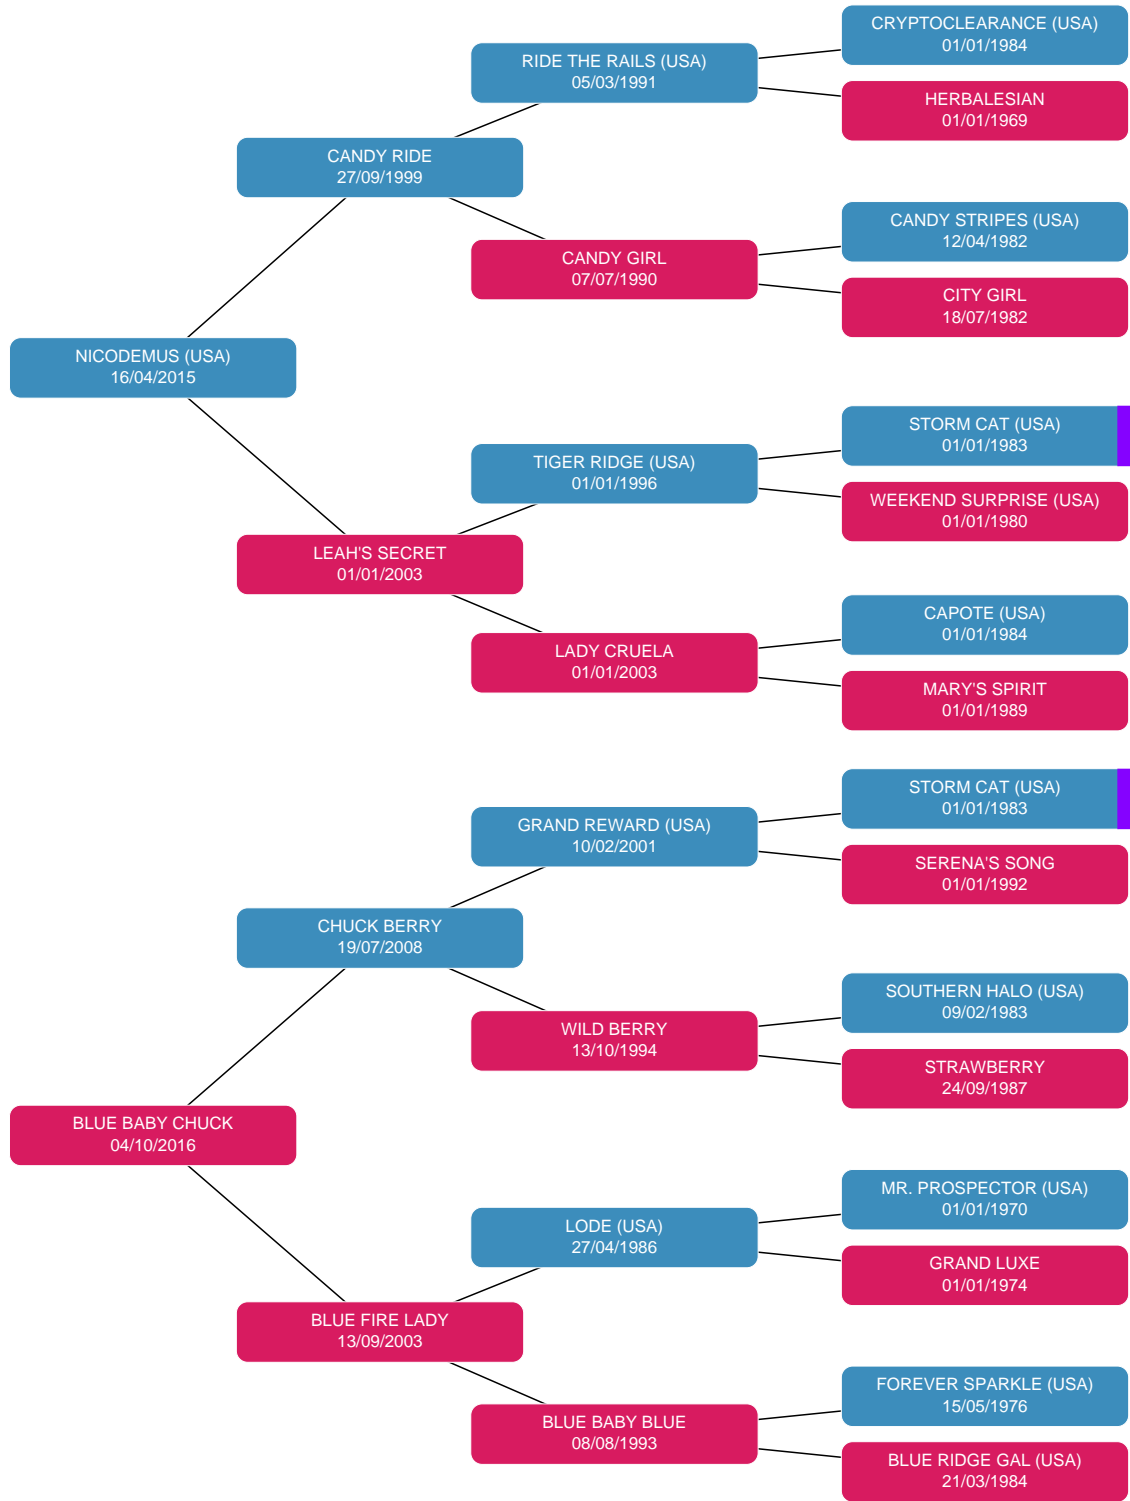 CRYPTOCLEARANCE (USA)
01/01/1984
RIDE THE RAILS (USA)
05/03/1991
HERBALESIAN
01/01/1969
CANDY RIDE
27/09/1999
CANDY STRIPES (USA)
12/04/1982
CANDY GIRL
07/07/1990
CITY GIRL
18/07/1982
NICODEMUS (USA)
16/04/2015
STORM CAT (USA)
01/01/1983
TIGER RIDGE (USA)
01/01/1996
WEEKEND SURPRISE (USA)
01/01/1980
LEAH'S SECRET
01/01/2003
CAPOTE (USA)
01/01/1984
LADY CRUELA
01/01/2003
MARY'S SPIRIT
01/01/1989
STORM CAT (USA)
01/01/1983
GRAND REWARD (USA)
10/02/2001
SERENA'S SONG
01/01/1992
CHUCK BERRY
19/07/2008
SOUTHERN HALO (USA)
09/02/1983
WILD BERRY
13/10/1994
STRAWBERRY
24/09/1987
BLUE BABY CHUCK
04/10/2016
MR. PROSPECTOR (USA)
01/01/1970
LODE (USA)
27/04/1986
GRAND LUXE
01/01/1974
BLUE FIRE LADY
13/09/2003
FOREVER SPARKLE (USA)
15/05/1976
BLUE BABY BLUE
08/08/1993
BLUE RIDGE GAL (USA)
21/03/1984